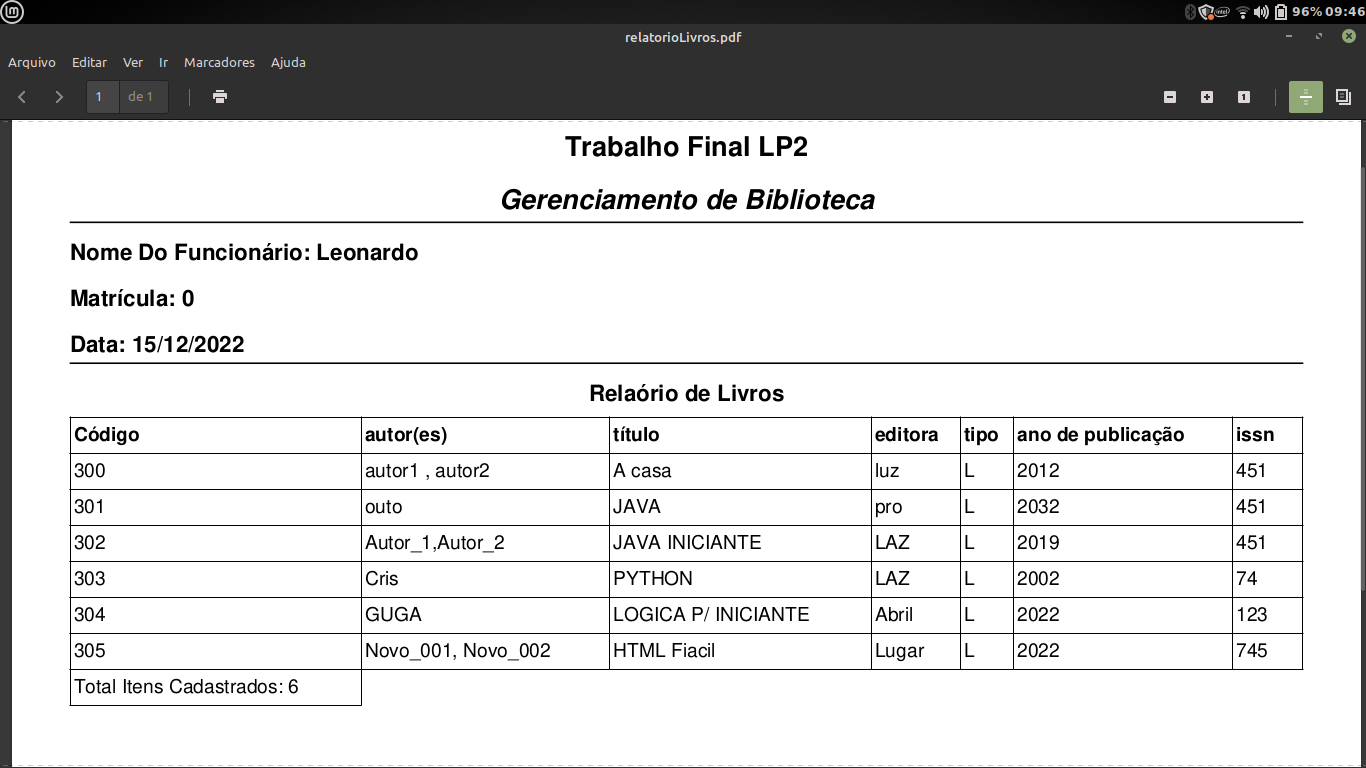 96% 09:46
relatorioLivros.pdf
Arquivo Editar Ver Ir Marcadores Ajuda
1 de 1
Trabalho Final LP2
Gerenciamento de Biblioteca
Nome Do Funcionário: Leonardo
Matrícula: 0
Data: 15/12/2022
Relaório de Livros
Código autor(es) título editora tipo ano de publicação issn
300 autor1 , autor2 A casa luz L 2012 451
301 outo JAVA pro L 2032 451
302 Autor_1,Autor_2 JAVA INICIANTE LAZ L 2019 451
303 Cris PYTHON LAZ L 2002 74
304 GUGA LOGICA P/ INICIANTE Abril L 2022 123
305 Novo_001, Novo_002 HTML Fiacil Lugar L 2022 745
Total Itens Cadastrados: 6